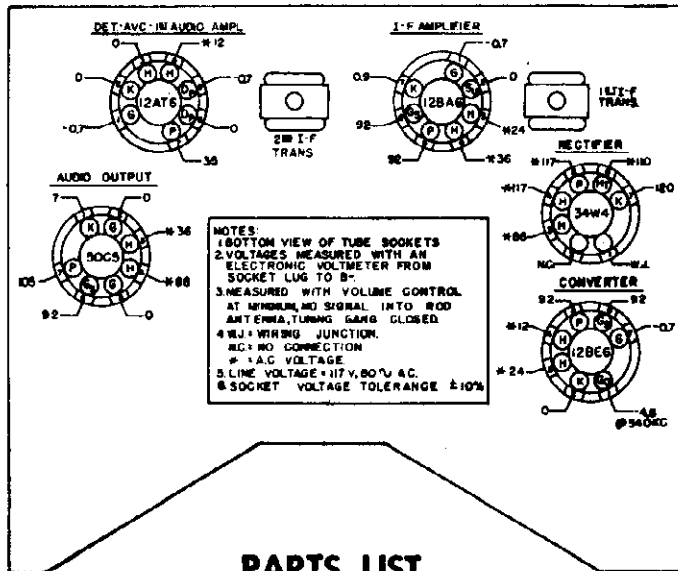 DET-AVC-1ST AUDIO AMPL
0 *12
H H
0 K D -0.7
12AT6
-0.7 G D 0
P
.35
2ND I-F
TRANS
I-F AMPLIFIER
-0.7
G
0.9 K 0
12BA6
92 *24
P H
92 *36
1ST I-F
TRANS.
RECTIFIER
*117 *110
P
*117 H K 120
34W4
*86 H
N.C. W.J.
AUDIO OUTPUT
7 0
K G
H *36
50C5
105 P H *86
G
92 0
NOTES:
1. BOTTOM VIEW OF TUBE SOCKETS
2. VOLTAGES MEASURED WITH AN
ELECTRONIC VOLTMETER FROM
SOCKET LUG TO B-.
3. MEASURED WITH VOLUME CONTROL
AT MINIMUM, NO SIGNAL INTO ROD
ANTENNA, TUNING GANG CLOSED.
4. W.J. = WIRING JUNCTION.
N.C. = NO CONNECTION
* = A.C. VOLTAGE
5. LINE VOLTAGE = 117 V, 60 ~ AC.
6. SOCKET VOLTAGE TOLERANCE ±10%
CONVERTER
92 92
P
*12 H G -0.7
12BE6
*24 H
K
0 -4.8
@ 540KC
PARTS LIST